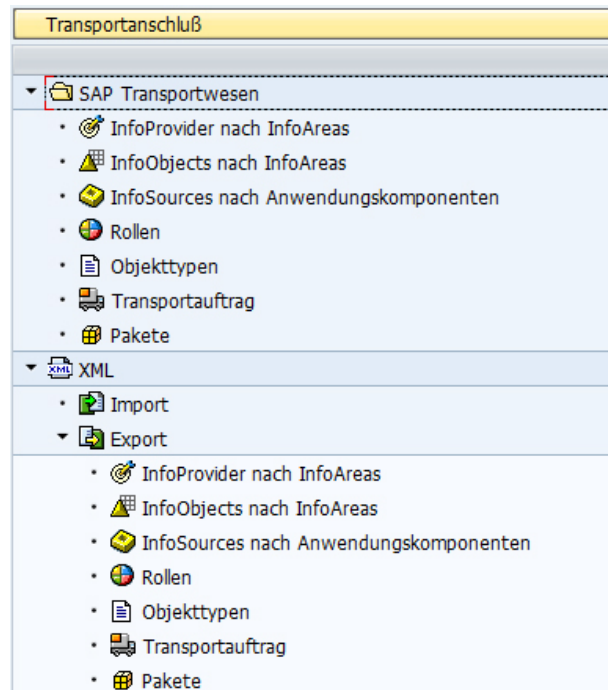 Transportanschluß
SAP Transportwesen
InfoProvider nach InfoAreas
InfoObjects nach InfoAreas
InfoSources nach Anwendungskomponenten
Rollen
Objekttypen
Transportauftrag
Pakete
XML XML
Import
Export
InfoProvider nach InfoAreas
InfoObjects nach InfoAreas
InfoSources nach Anwendungskomponenten
Rollen
Objekttypen
Transportauftrag
Pakete